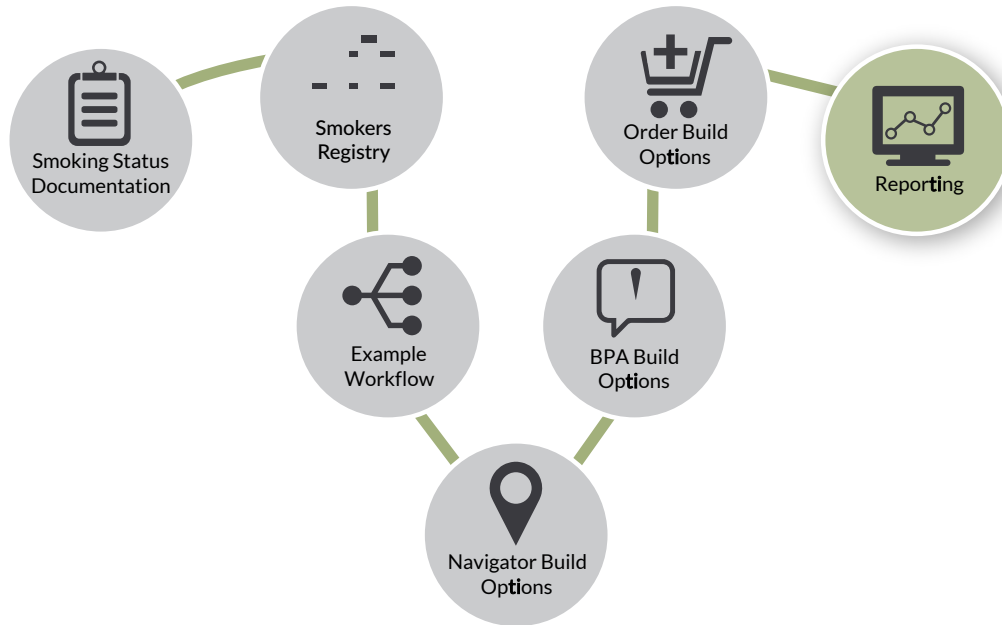 Smoking Status
Documentation
Smokers
Registry
Example
Workflow
Navigator Build
Options
BPA Build
Options
Order Build
Options
Reporting